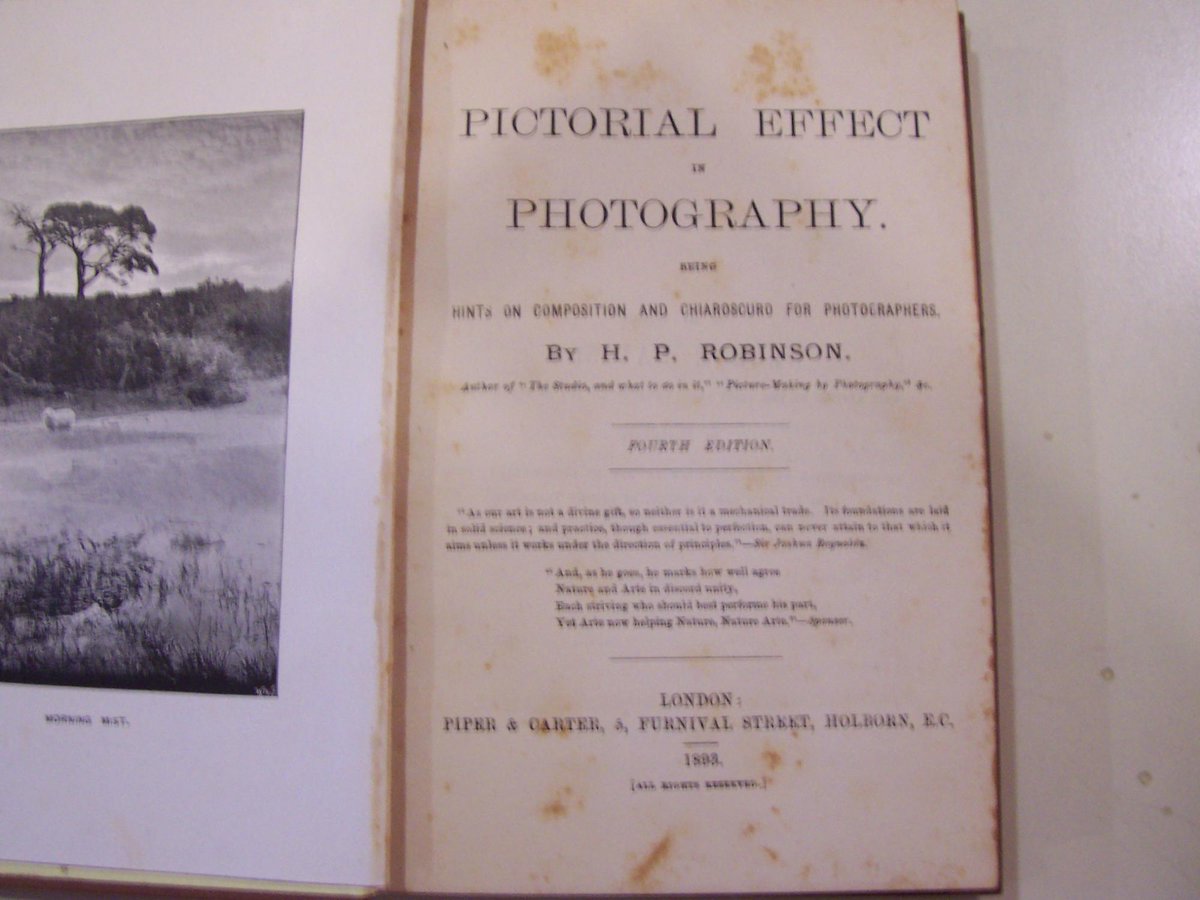 MORNING MIST.
PICTORIAL EFFECT
IN
PHOTOGRAPHY.
BEING
HINTS ON COMPOSITION AND CHIAROSCURO FOR PHOTOGRAPHERS.
BY H. P. ROBINSON.
Author of "The Studio, and what to do in it," "Picture-Making by Photography," &c.
FOURTH EDITION.
"As our art is not a divine gift, so neither is it a mechanical trade. Its foundations are laid
in solid science; and practice, though essential to perfection, can never attain to that which it
aims unless it works under the direction of principles."—Sir Joshua Reynolds.
"And, as he goes, he marks how well agree
Nature and Arte in discord unity,
Each striving who should best performe his part,
Yet Arte now helping Nature, Nature Arte."—Spenser.
LONDON:
PIPER & CARTER, 5, FURNIVAL STREET, HOLBORN, E.C.
1893.
[ALL RIGHTS RESERVED.]